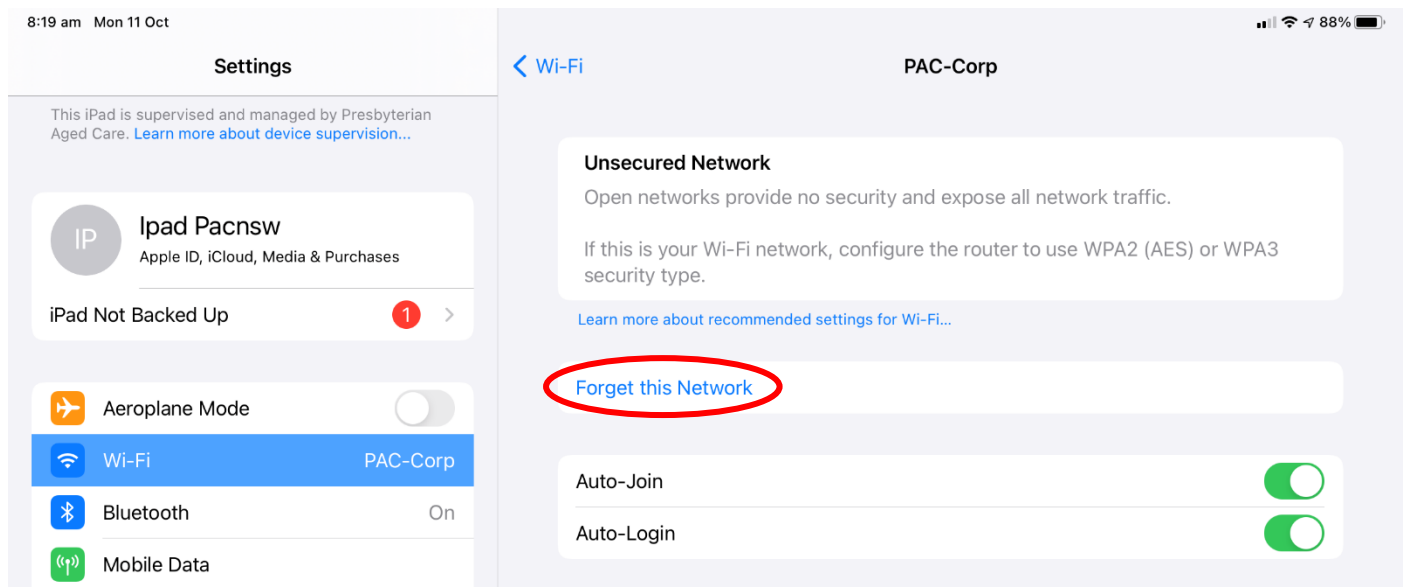 8:19 am Mon 11 Oct
88%
Settings
This iPad is supervised and managed by Presbyterian
Aged Care. Learn more about device supervision...
IP
Ipad Pacnsw
Apple ID, iCloud, Media & Purchases
iPad Not Backed Up 1
Aeroplane Mode
Wi-Fi PAC-Corp
Bluetooth On
Mobile Data
Wi-Fi
PAC-Corp
Unsecured Network
Open networks provide no security and expose all network traffic.
If this is your Wi-Fi network, configure the router to use WPA2 (AES) or WPA3
security type.
Learn more about recommended settings for Wi-Fi...
Forget this Network
Auto-Join
Auto-Login